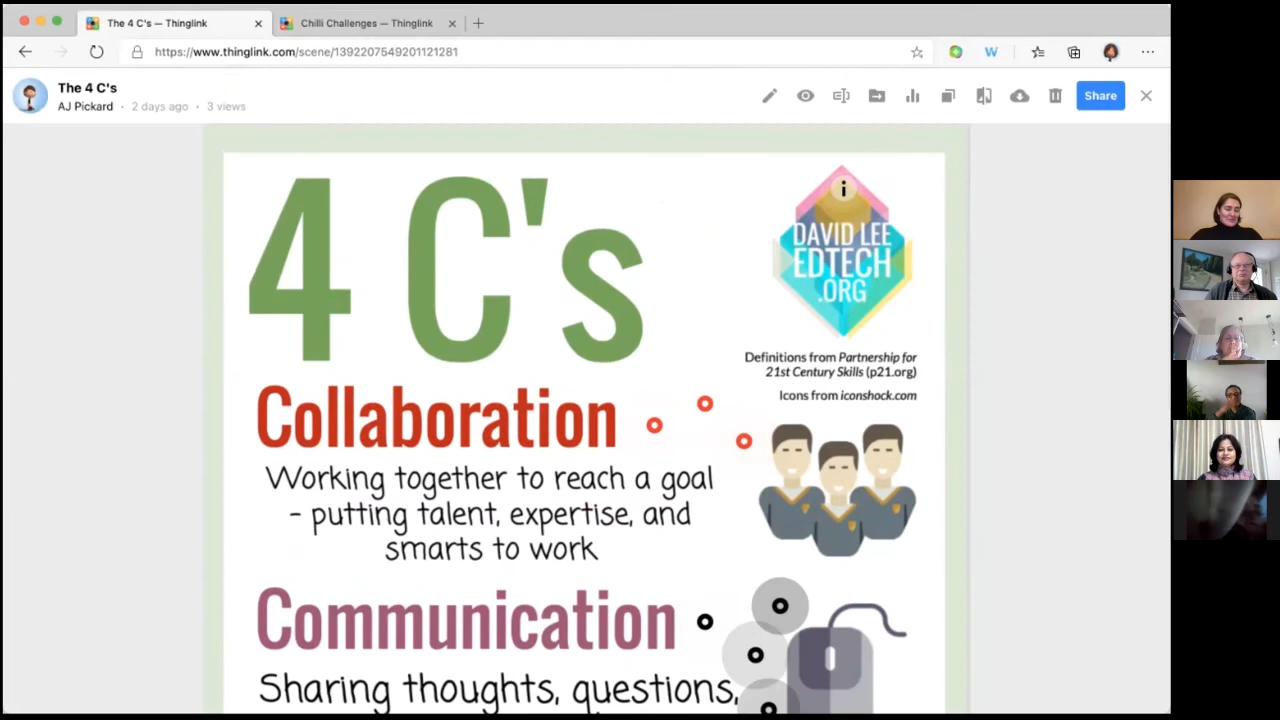 The 4 C's — Thinglink
Chilli Challenges — Thinglink
https://www.thinglink.com/scene/1392207549201121281
W
The 4 C's
AJ Pickard · 2 days ago · 3 views
Share
4 C's
i
DAVID LEE
EDTECH
.ORG
Definitions from Partnership for
21st Century Skills (p21.org)
Icons from iconshock.com
Collaboration
Working together to reach a goal
- putting talent, expertise, and
smarts to work
Communication
Sharing thoughts, questions,